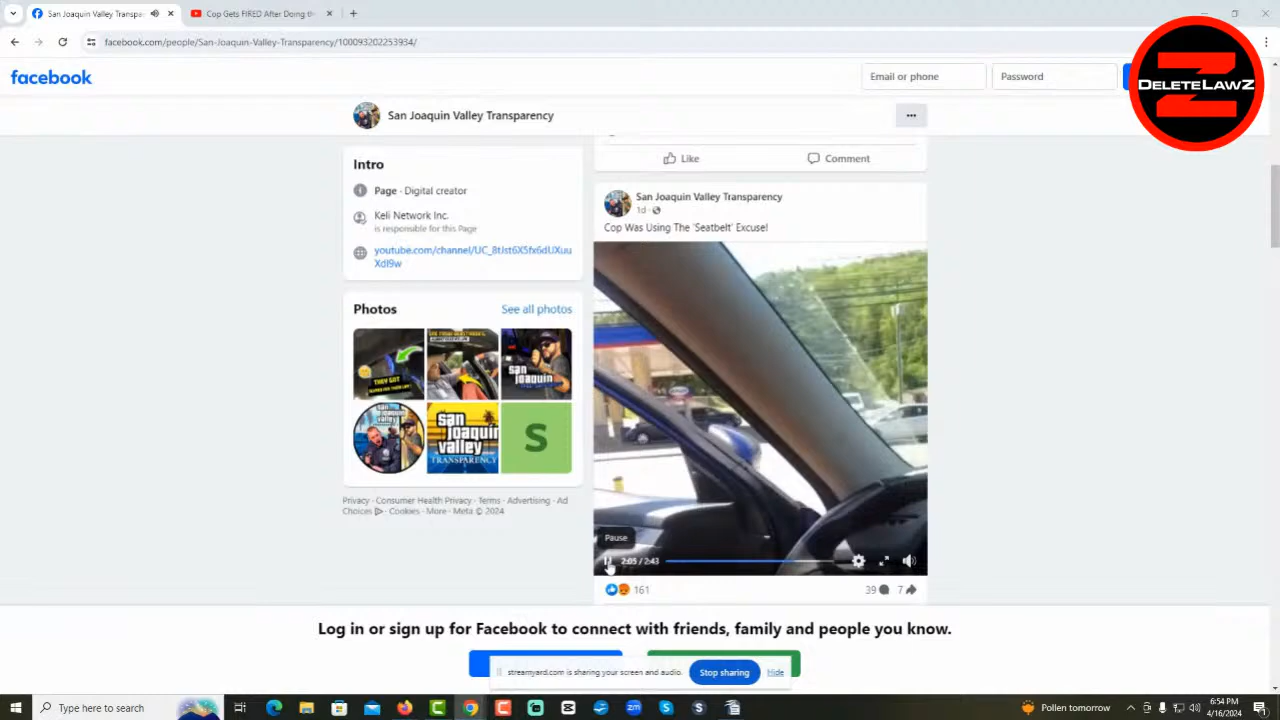 San Joaquin Valley Transparen
Cop Gets FIRED After Doing th
facebook.com/people/San-Joaquin-Valley-Transparency/100093202253934/
facebook
Email or phone
Password
DELETELAWZ
San Joaquin Valley Transparency
Intro
Page · Digital creator
Keli Network Inc.
is responsible for this Page
youtube.com/channel/UC_8tJst6X5fx6dUXuu
XdI9w
Photos
See all photos
THEY GOT
SAN JOAQUIN
SAN
JOAQUIN
VALLEY
TRANSPARENCY
S
Privacy · Consumer Health Privacy · Terms · Advertising · Ad
Choices · Cookies · More · Meta © 2024
Like
Comment
San Joaquin Valley Transparency
1d ·
Cop Was Using The 'Seatbelt' Excuse!
Pause
2:05 / 2:43
161
39
7
Log in or sign up for Facebook to connect with friends, family and people you know.
streamyard.com is sharing your screen and audio.
Stop sharing
Hide
Type here to search
Pollen tomorrow
6:54 PM
4/16/2024